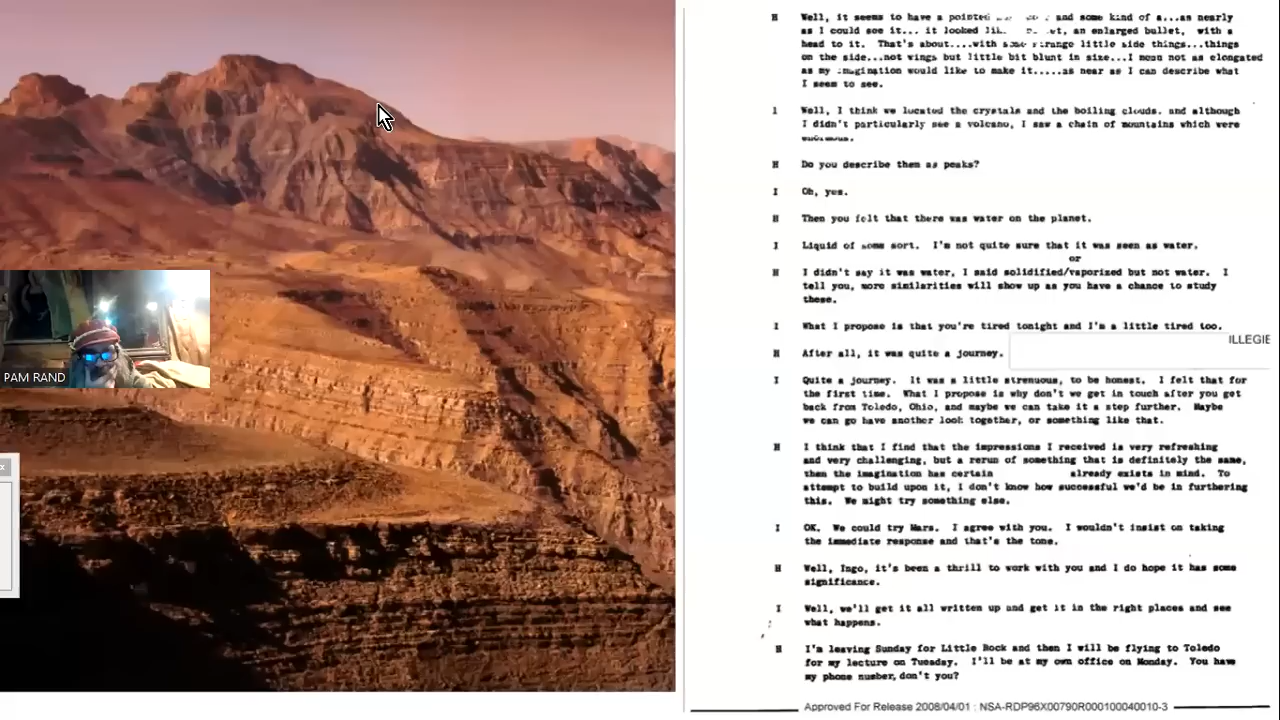 H Well, it seems to have a pointed and some kind of a...as nearly
as I could see it... it looked an enlarged bullet, with a
head to it. That's about....with some strange little side things...things
on the side...not wings but little bit blunt in size...I mean not as elongated
as my imagination would like to make it.....as near as I can describe what
I seem to see.
I Well, I think we located the crystals and the boiling clouds. and although
I didn't particularly see a volcano, I saw a chain of mountains which were
enormous.
H Do you describe them as peaks?
I Oh, yes.
H Then you felt that there was water on the planet.
I Liquid of some sort. I'm not quite sure that it was seen as water.
or
H I didn't say it was water, I said solidified/vaporized but not water. I
tell you, more similarities will show up as you have a chance to study
these.
I What I propose is that you're tired tonight and I'm a little tired too.
ILLEGIE
H After all, it was quite a journey.
PAM RAND
I Quite a journey. It was a little strenuous, to be honest. I felt that for
the first time. What I propose is why don't we get in touch after you get
back from Toledo, Ohio, and maybe we can take it a step further. Maybe
we can go have another look together, or something like that.
H I think that I find that the impressions I received is very refreshing
and very challenging, but a rerun of something that is definitely the same,
then the imagination has certain already exists in mind. To
attempt to build upon it, I don't know how successful we'd be in furthering
this. We might try something else.
I OK. We could try Mars. I agree with you. I wouldn't insist on taking
the immediate response and that's the tone.
H Well, Ingo, it's been a thrill to work with you and I do hope it has some
significance.
I Well, we'll get it all written up and get it in the right places and see
what happens.
H I'm leaving Sunday for Little Rock and then I will be flying to Toledo
for my lecture on Tuesday. I'll be at my own office on Monday. You have
my phone number, don't you?
Approved For Release 2008/04/01 : NSA-RDP96X00790R000100040010-3